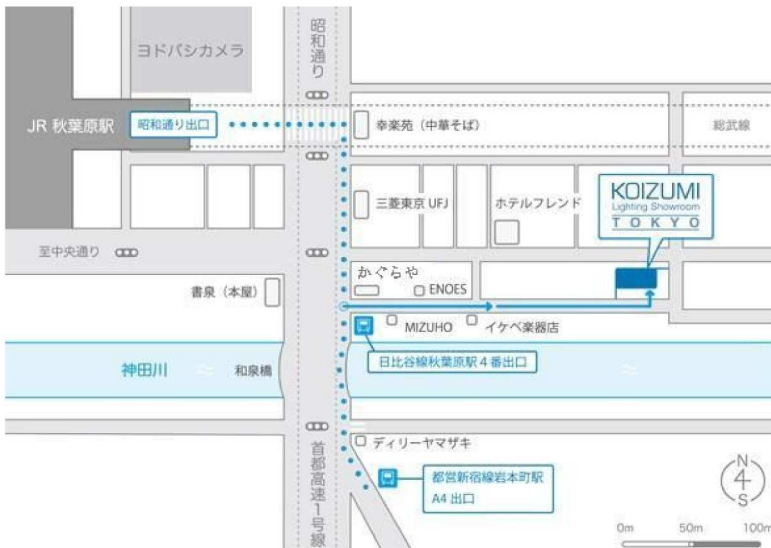 ヨドバシカメラ
昭和通り
JR 秋葉原駅
昭和通り出口
幸楽苑（中華そば）
総武線
三菱東京 UFJ
ホテルフレンド
KOIZUMI
Lighting Showroom
TOKYO
至中央通り
かぐらや
書泉（本屋）
ENOES
MIZUHO
イケベ楽器店
日比谷線秋葉原駅４番出口
神田川
和泉橋
ディリーヤマザキ
首都高速1号線
都営新宿線岩本町駅
A4 出口
N
S
0m
50m
100m